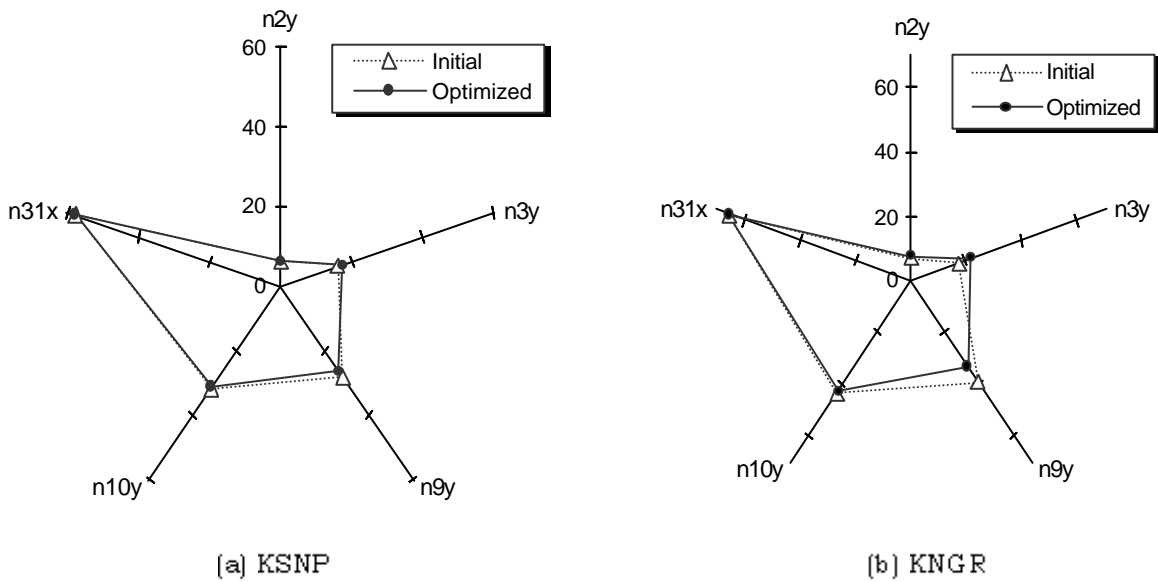 n2y
60
40
20
0
Initial
Optimized
n31x
n3y
n10y
n9y
(a) KSNP
n2y
60
40
20
0
Initial
Optimized
n31x
n3y
n10y
n9y
(b) KNGR